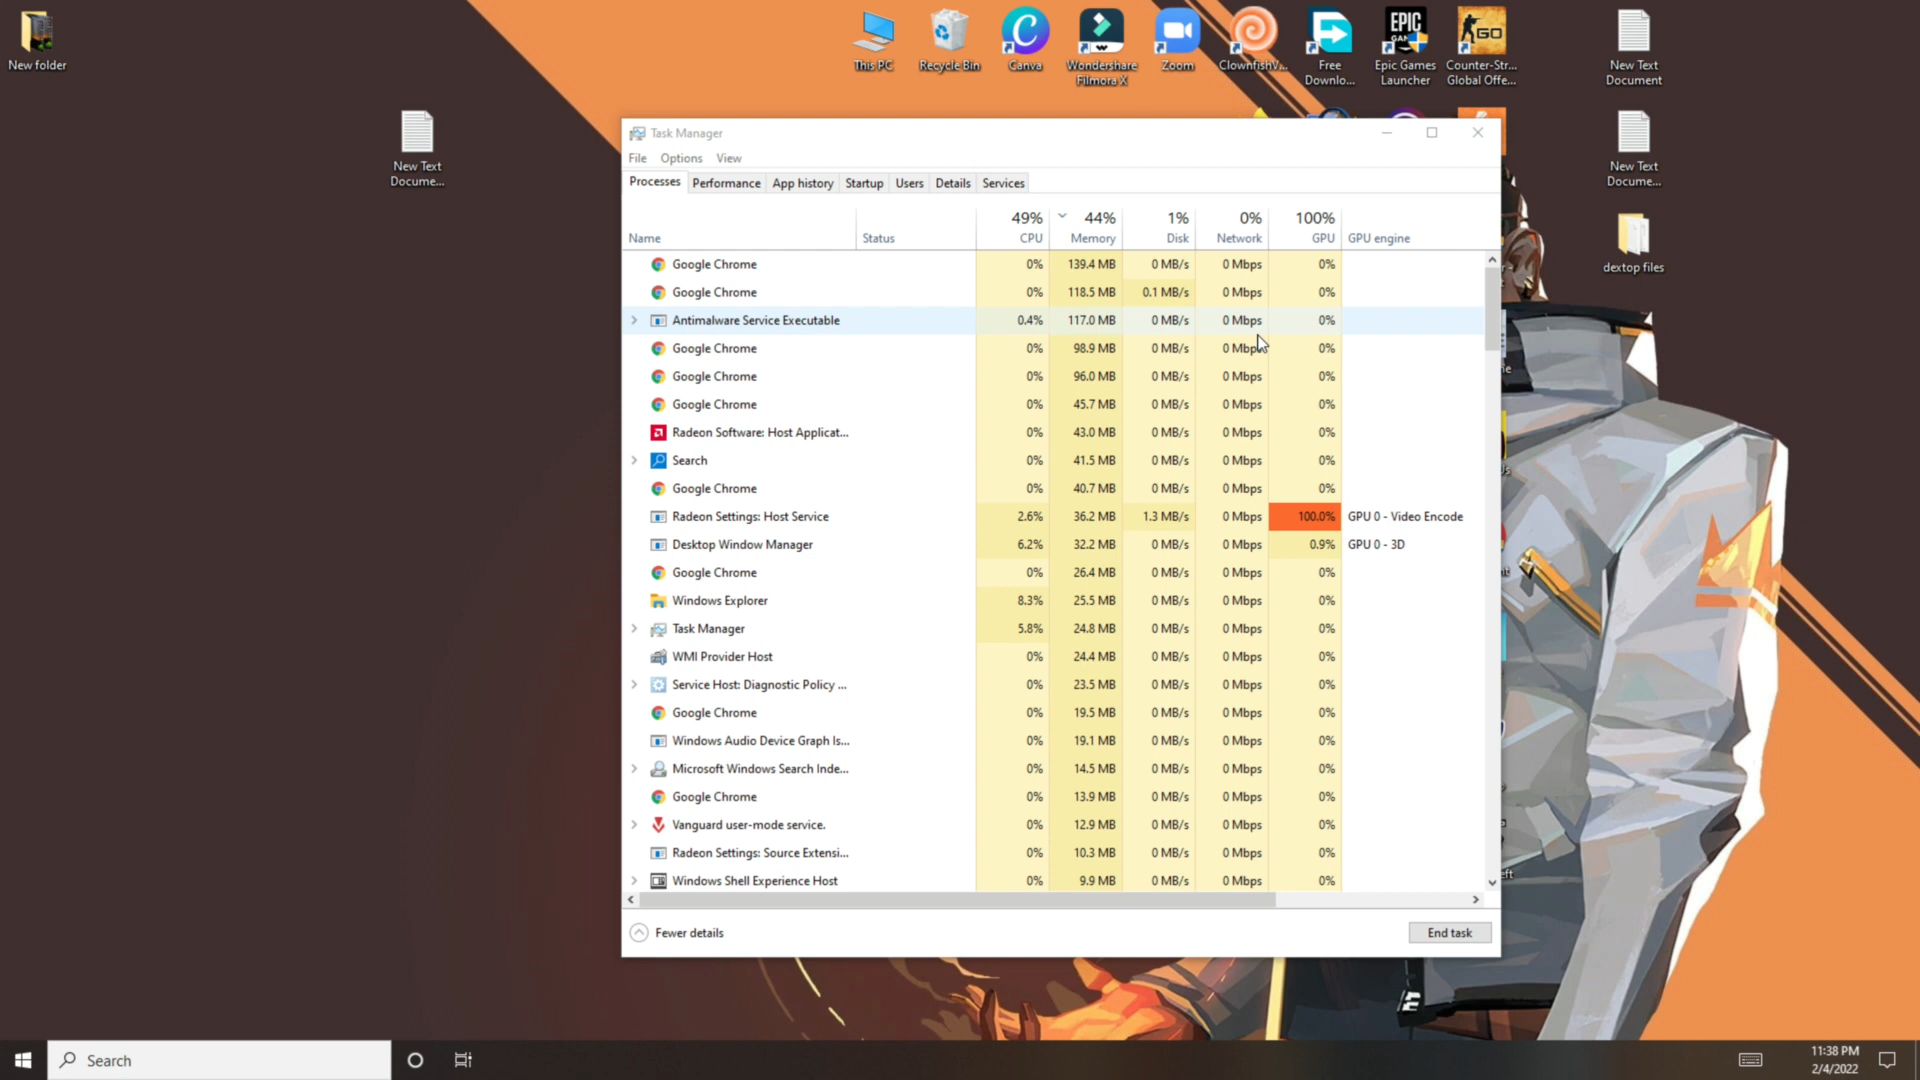 New folder
This PC
Recycle Bin
Canva
Wondershare
Filmora X
Zoom
ClownfishV...
Free
Downlo...
EPIC
Epic Games
Launcher
GO
Counter-Str...
Global Offe...
New Text
Document
New Text
Docume...
New Text
Docume...
dextop files
Task Manager
File Options View
Processes Performance App history Startup Users Details Services
49% 44% 1% 0% 100%
Name Status CPU Memory Disk Network GPU GPU engine
Google Chrome 0% 139.4 MB 0 MB/s 0 Mbps 0%
Google Chrome 0% 118.5 MB 0.1 MB/s 0 Mbps 0%
Antimalware Service Executable 0.4% 117.0 MB 0 MB/s 0 Mbps 0%
Google Chrome 0% 98.9 MB 0 MB/s 0 Mbps 0%
Google Chrome 0% 96.0 MB 0 MB/s 0 Mbps 0%
Google Chrome 0% 45.7 MB 0 MB/s 0 Mbps 0%
Radeon Software: Host Applicat... 0% 43.0 MB 0 MB/s 0 Mbps 0%
Search 0% 41.5 MB 0 MB/s 0 Mbps 0%
Google Chrome 0% 40.7 MB 0 MB/s 0 Mbps 0%
Radeon Settings: Host Service 2.6% 36.2 MB 1.3 MB/s 0 Mbps 100.0% GPU 0 - Video Encode
Desktop Window Manager 6.2% 32.2 MB 0 MB/s 0 Mbps 0.9% GPU 0 - 3D
Google Chrome 0% 26.4 MB 0 MB/s 0 Mbps 0%
Windows Explorer 8.3% 25.5 MB 0 MB/s 0 Mbps 0%
Task Manager 5.8% 24.8 MB 0 MB/s 0 Mbps 0%
WMI Provider Host 0% 24.4 MB 0 MB/s 0 Mbps 0%
Service Host: Diagnostic Policy ... 0% 23.5 MB 0 MB/s 0 Mbps 0%
Google Chrome 0% 19.5 MB 0 MB/s 0 Mbps 0%
Windows Audio Device Graph Is... 0% 19.1 MB 0 MB/s 0 Mbps 0%
Microsoft Windows Search Inde... 0% 14.5 MB 0 MB/s 0 Mbps 0%
Google Chrome 0% 13.9 MB 0 MB/s 0 Mbps 0%
Vanguard user-mode service. 0% 12.9 MB 0 MB/s 0 Mbps 0%
Radeon Settings: Source Extensi... 0% 10.3 MB 0 MB/s 0 Mbps 0%
Windows Shell Experience Host 0% 9.9 MB 0 MB/s 0 Mbps 0%
Fewer details
End task
Search
11:38 PM
2/4/2022